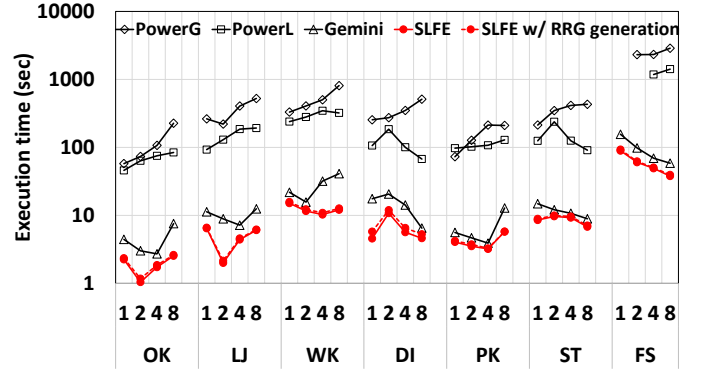 PowerG PowerL Gemini SLFE SLFE w/ RRG generation
Execution time (sec)
10000
1000
100
10
1
1 2 4 8 1 2 4 8 1 2 4 8 1 2 4 8 1 2 4 8 1 2 4 8 1 2 4 8
OK LJ WK DI PK ST FS